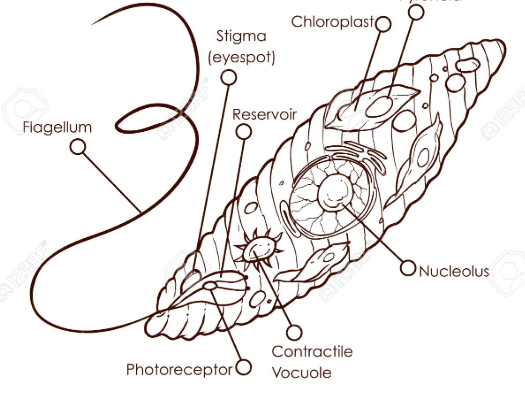 Chloroplast
Stigma
(eyespot)
Reservoir
Flagellum
Nucleolus
Contractile
Vocuole
Photoreceptor